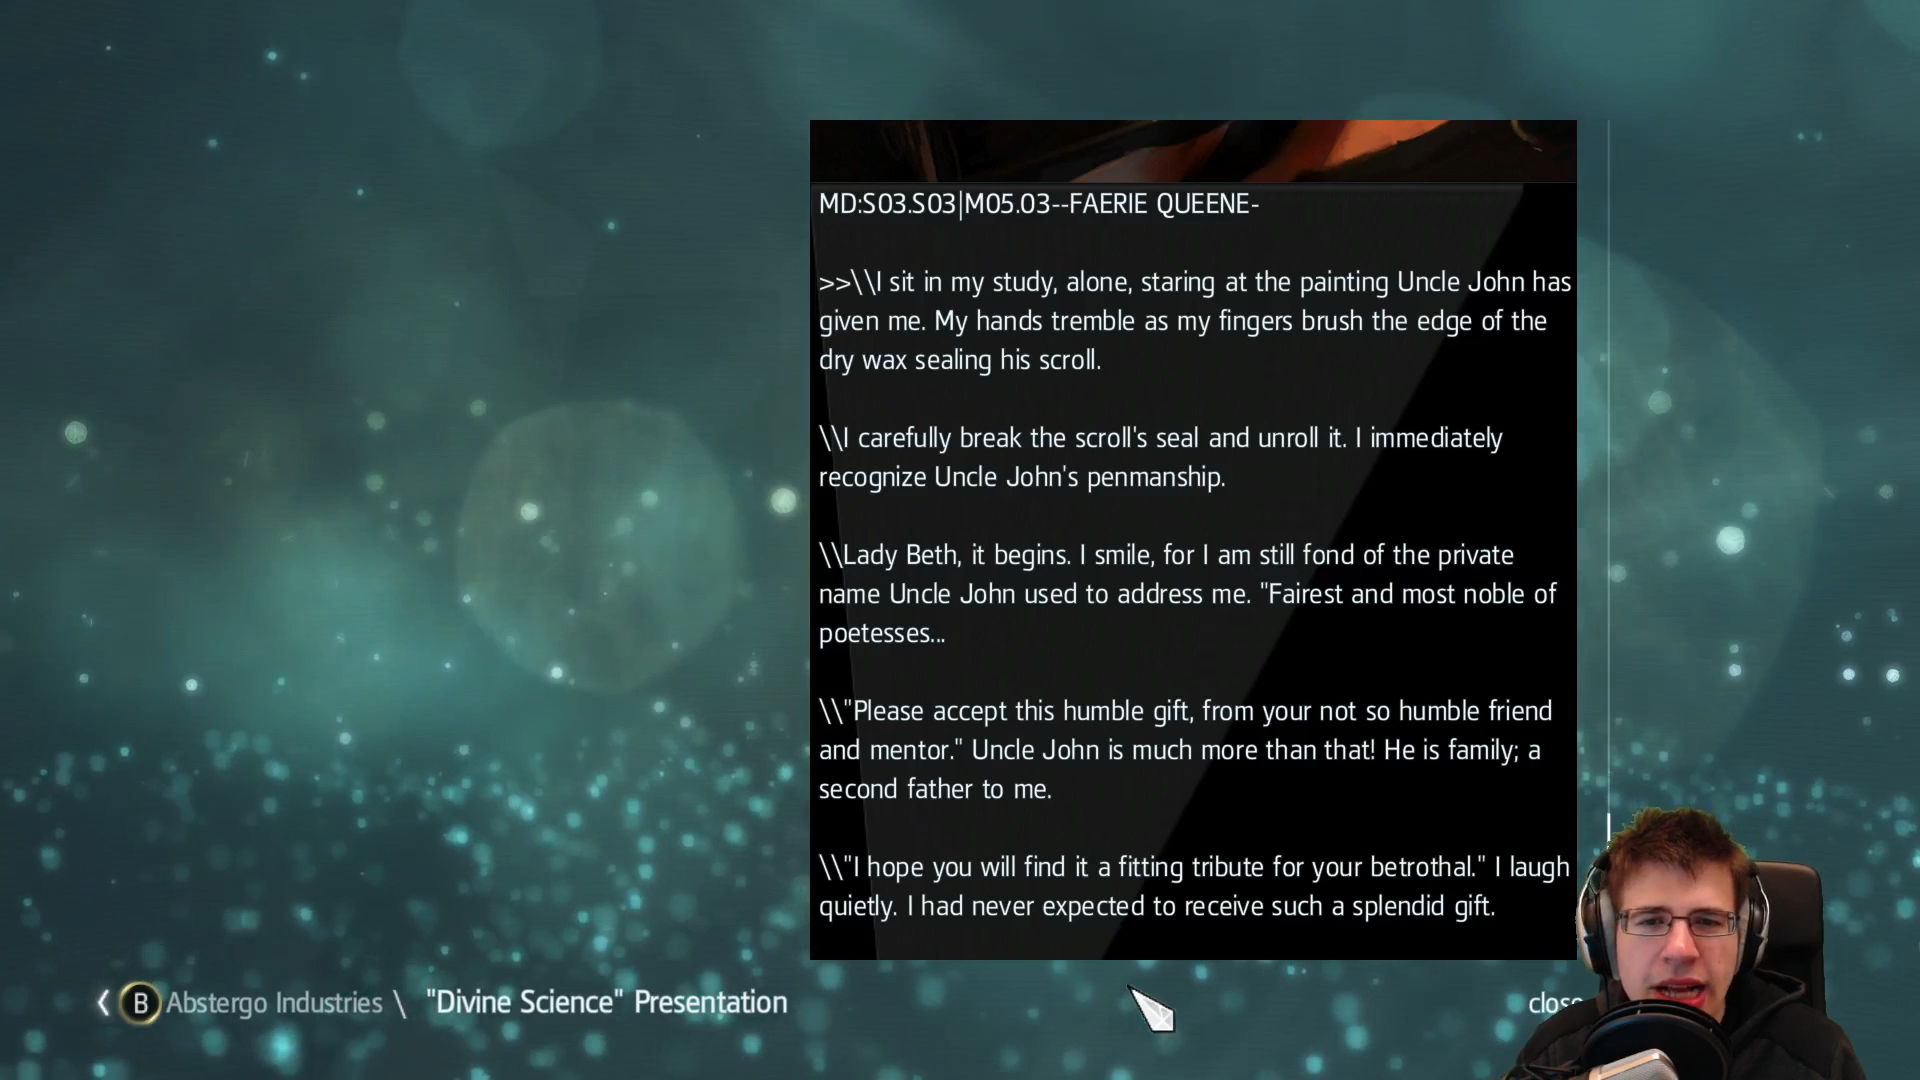 MD:S03.S03|M05.03--FAERIE QUEENE-
>>\\I sit in my study, alone, staring at the painting Uncle John has
given me. My hands tremble as my fingers brush the edge of the
dry wax sealing his scroll.
\\I carefully break the scroll's seal and unroll it. I immediately
recognize Uncle John's penmanship.
\\Lady Beth, it begins. I smile, for I am still fond of the private
name Uncle John used to address me. "Fairest and most noble of
poetesses...
\\"Please accept this humble gift, from your not so humble friend
and mentor." Uncle John is much more than that! He is family; a
second father to me.
\\"I hope you will find it a fitting tribute for your betrothal." I laugh
quietly. I had never expected to receive such a splendid gift.
B Abstergo Industries \ "Divine Science" Presentation
close